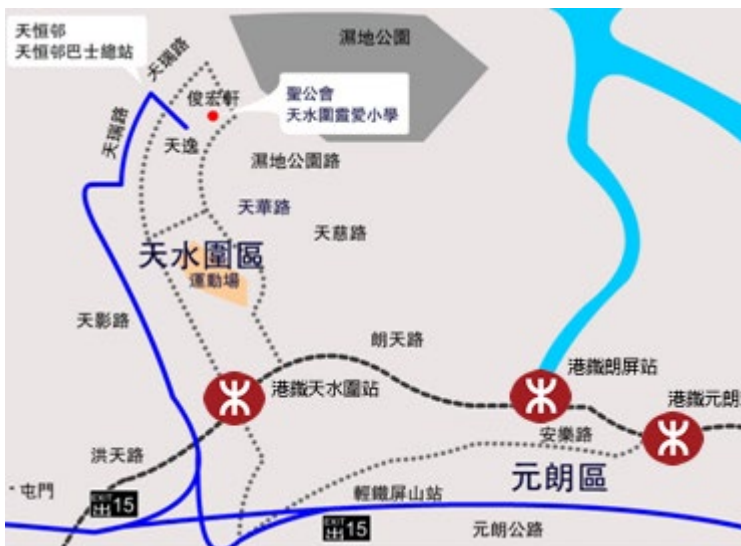 天恒邨
天恒邨巴士總站
天瑞路
濕地公園
俊宏軒
聖公會
天水圍靈愛小學
天瑞路
天逸
濕地公園路
天華路
天慈路
天水圍區
運動場
天影路
朗天路
港鐵朗屏站
港鐵天水圍站
港鐵元朗
安樂路
洪天路
元朗區
屯門
EXIT
出 15
輕鐵屏山站
EXIT
出 15
元朗公路